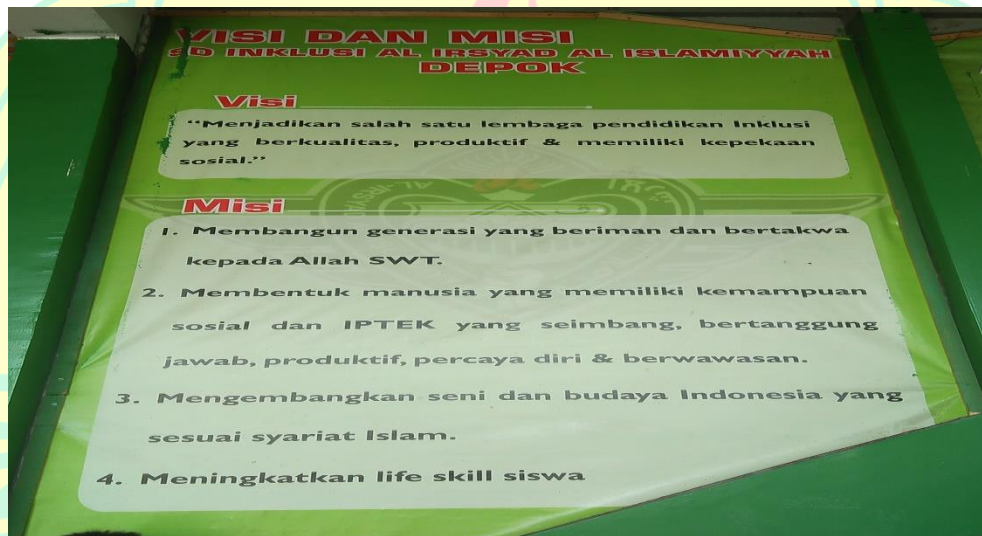 VISI DAN MISI
SD INKLUSI AL IRSYAD AL ISLAMIYYAH
DEPOK
Visi
“Menjadikan salah satu lembaga pendidikan Inklusi
yang berkualitas, produktif & memiliki kepekaan
sosial.”
Misi
1. Membangun generasi yang beriman dan bertakwa
kepada Allah SWT.
2. Membentuk manusia yang memiliki kemampuan
sosial dan IPTEK yang seimbang, bertanggung
jawab, produktif, percaya diri & berwawasan.
3. Mengembangkan seni dan budaya Indonesia yang
sesuai syariat Islam.
4. Meningkatkan life skill siswa